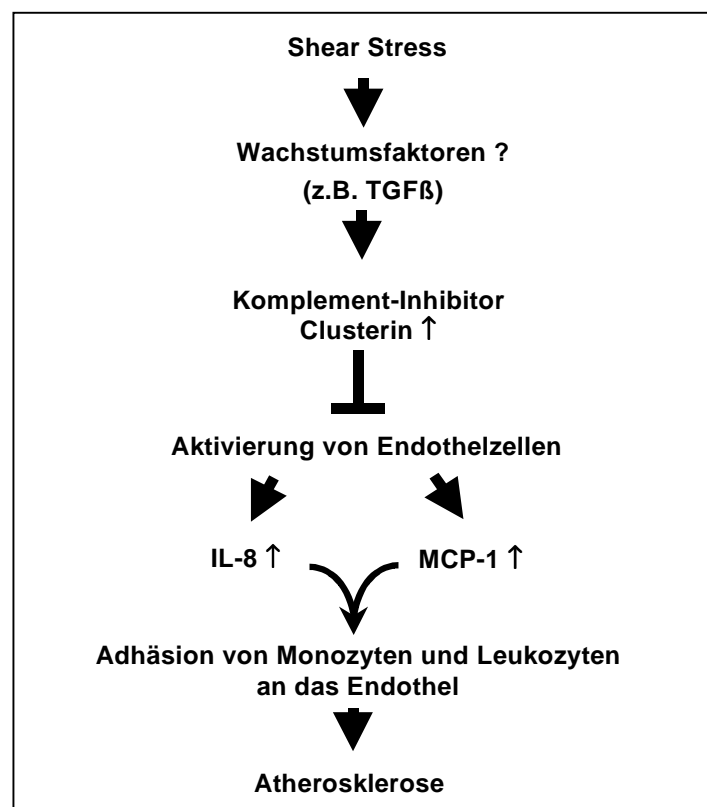 Shear Stress
Wachstumsfaktoren ?
(z.B. TGFß)
Komplement-Inhibitor
Clusterin ↑
Aktivierung von Endothelzellen
IL-8 ↑ MCP-1 ↑
Adhäsion von Monozyten und Leukozyten
an das Endothel
Atherosklerose